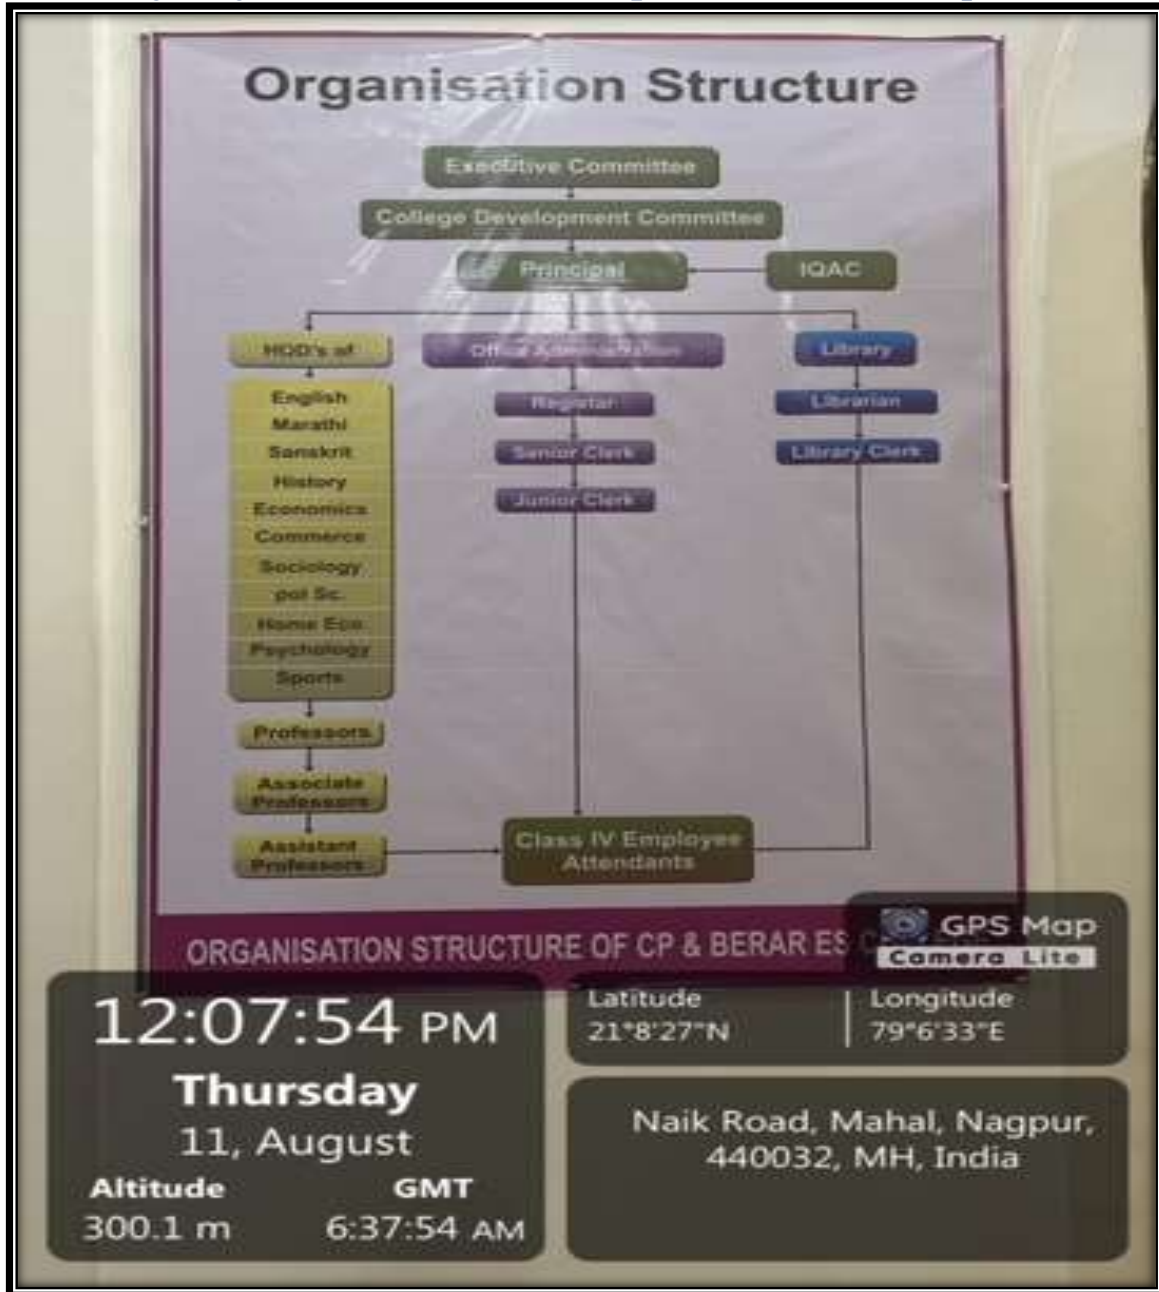 Organisation Structure
Executive Committee
College Development Committee
Principal
IQAC
HOD's of
Office Administration
Library
English
Marathi
Sanskrit
History
Economics
Commerce
Sociology
pol Sc.
Home Eco.
Psychology
Sports
Registar
Senior Clerk
Junior Clerk
Librarian
Library Clerk
Professors
Associate
Professors
Assistant
Professors
Class IV Employee
Attendants
ORGANISATION STRUCTURE OF CP & BERAR ES
GPS Map
Camera Lite
12:07:54 PM
Thursday
11, August
Altitude
300.1 m
GMT
6:37:54 AM
Latitude
21°8'27"N
Longitude
79°6'33"E
Naik Road, Mahal, Nagpur,
440032, MH, India